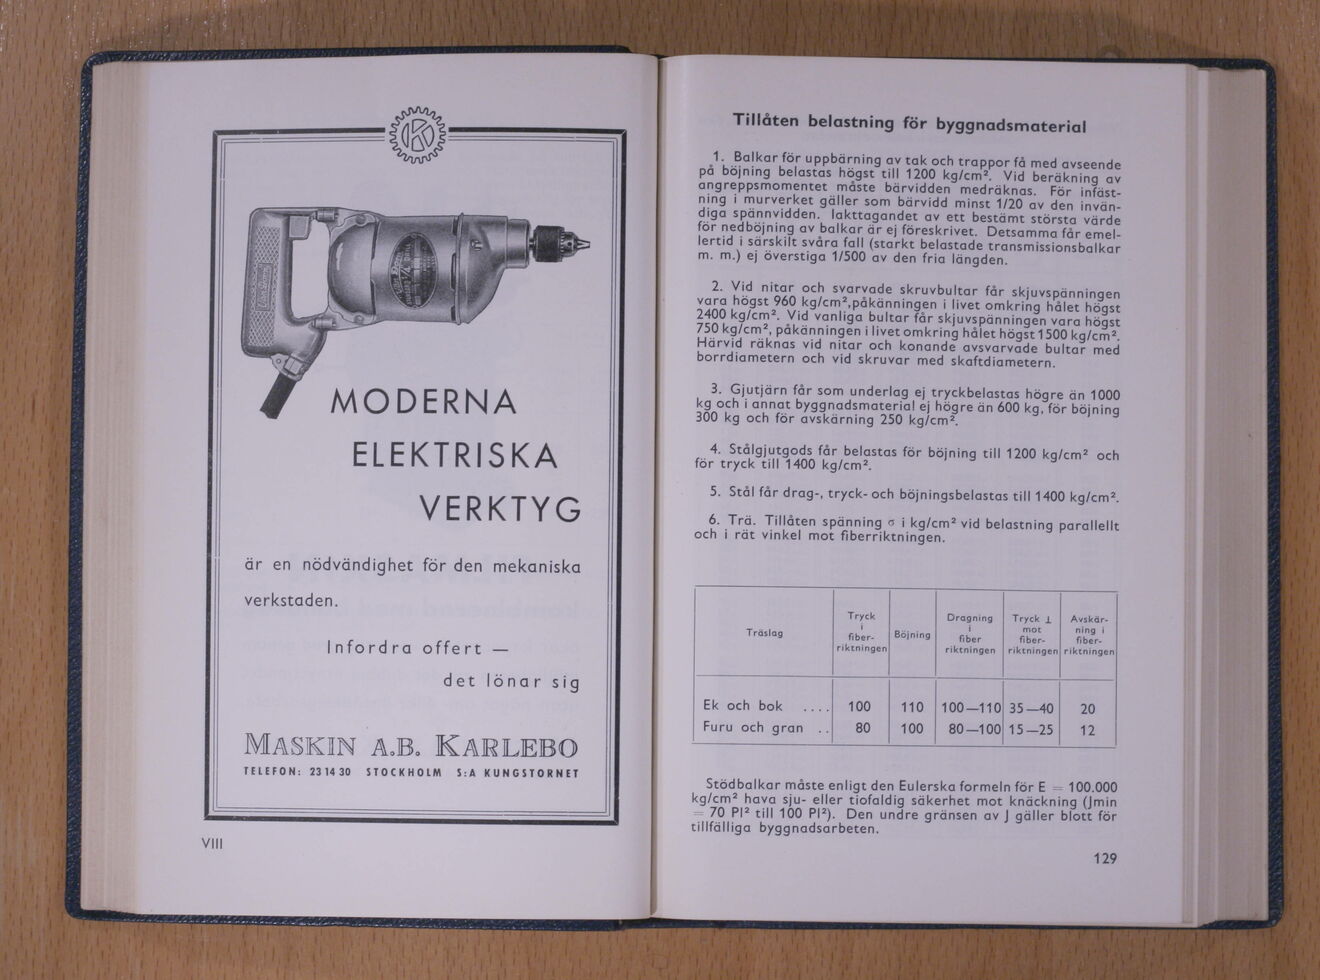 K
MODERNA
ELEKTRISKA
VERKTYG
är en nödvändighet för den mekaniska
verkstaden.
Infordra offert —
det lönar sig
MASKIN A.B. KARLEBO
TELEFON: 23 14 30 STOCKHOLM S:A KUNGSTORNET
VIII
Tillåten belastning för byggnadsmaterial
1. Balkar för uppbärning av tak och trappor få med avseende
på böjning belastas högst till 1200 kg/cm². Vid beräkning av
angreppsmomentet måste bärvidden medräknas. För infäst-
ning i murverket gäller som bärvidd minst 1/20 av den invän-
diga spännvidden. Iakttagandet av ett bestämt största värde
för nedböjning av balkar är ej föreskrivet. Detsamma får emel-
lertid i särskilt svåra fall (starkt belastade transmissionsbalkar
m. m.) ej överstiga 1/500 av den fria längden.
2. Vid nitar och svarvade skruvbultar får skjuvspänningen
vara högst 960 kg/cm²,påkänningen i livet omkring hålet högst
2400 kg/cm². Vid vanliga bultar får skjuvspänningen vara högst
750 kg/cm², påkänningen i livet omkring hålet högst 1500 kg/cm².
Härvid räknas vid nitar och konande avsvarvade bultar med
borrdiametern och vid skruvar med skaftdiametern.
3. Gjutjärn får som underlag ej tryckbelastas högre än 1000
kg och i annat byggnadsmaterial ej högre än 600 kg, för böjning
300 kg och för avskärning 250 kg/cm².
4. Stålgjutgods får belastas för böjning till 1200 kg/cm² och
för tryck till 1400 kg/cm².
5. Stål får drag-, tryck- och böjningsbelastas till 1400 kg/cm².
6. Trä. Tillåten spänning σ i kg/cm² vid belastning parallellt
och i rät vinkel mot fiberriktningen.
Träslag Tryck i fiber-riktningen Böjning Dragning i fiber riktningen Tryck ⊥ mot fiber-riktningen Avskär-ning i fiber-riktningen
Ek och bok .... 100 110 100—110 35—40 20
Furu och gran .. 80 100 80—100 15—25 12
Stödbalkar måste enligt den Eulerska formeln för E = 100.000
kg/cm² hava sju- eller tiofaldig säkerhet mot knäckning (Jmin
= 70 Pl² till 100 Pl²). Den undre gränsen av J gäller blott för
tillfälliga byggnadsarbeten.
129